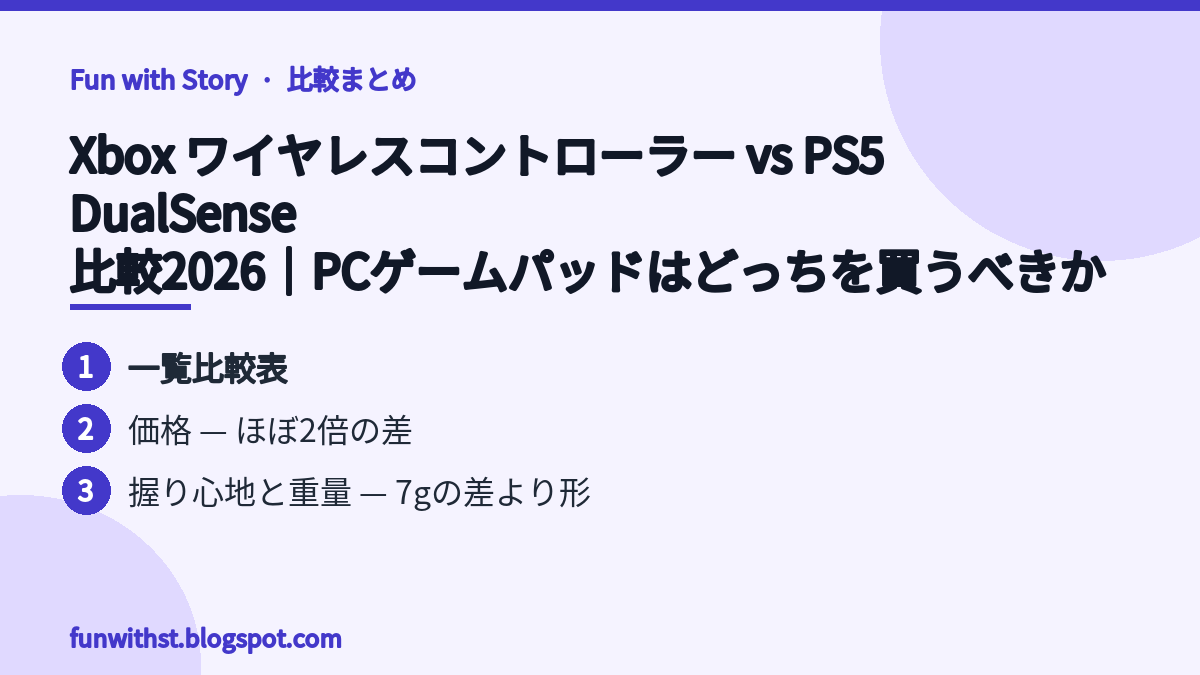 Fun with Story ・ 比較まとめ
Xbox ワイヤレスコントローラー vs PS5
DualSense
比較2026｜PCゲームパッドはどっちを買うべきか
1 一覧比較表
2 価格 — ほぼ2倍の差
3 握り心地と重量 — 7gの差より形
funwithst.blogspot.com